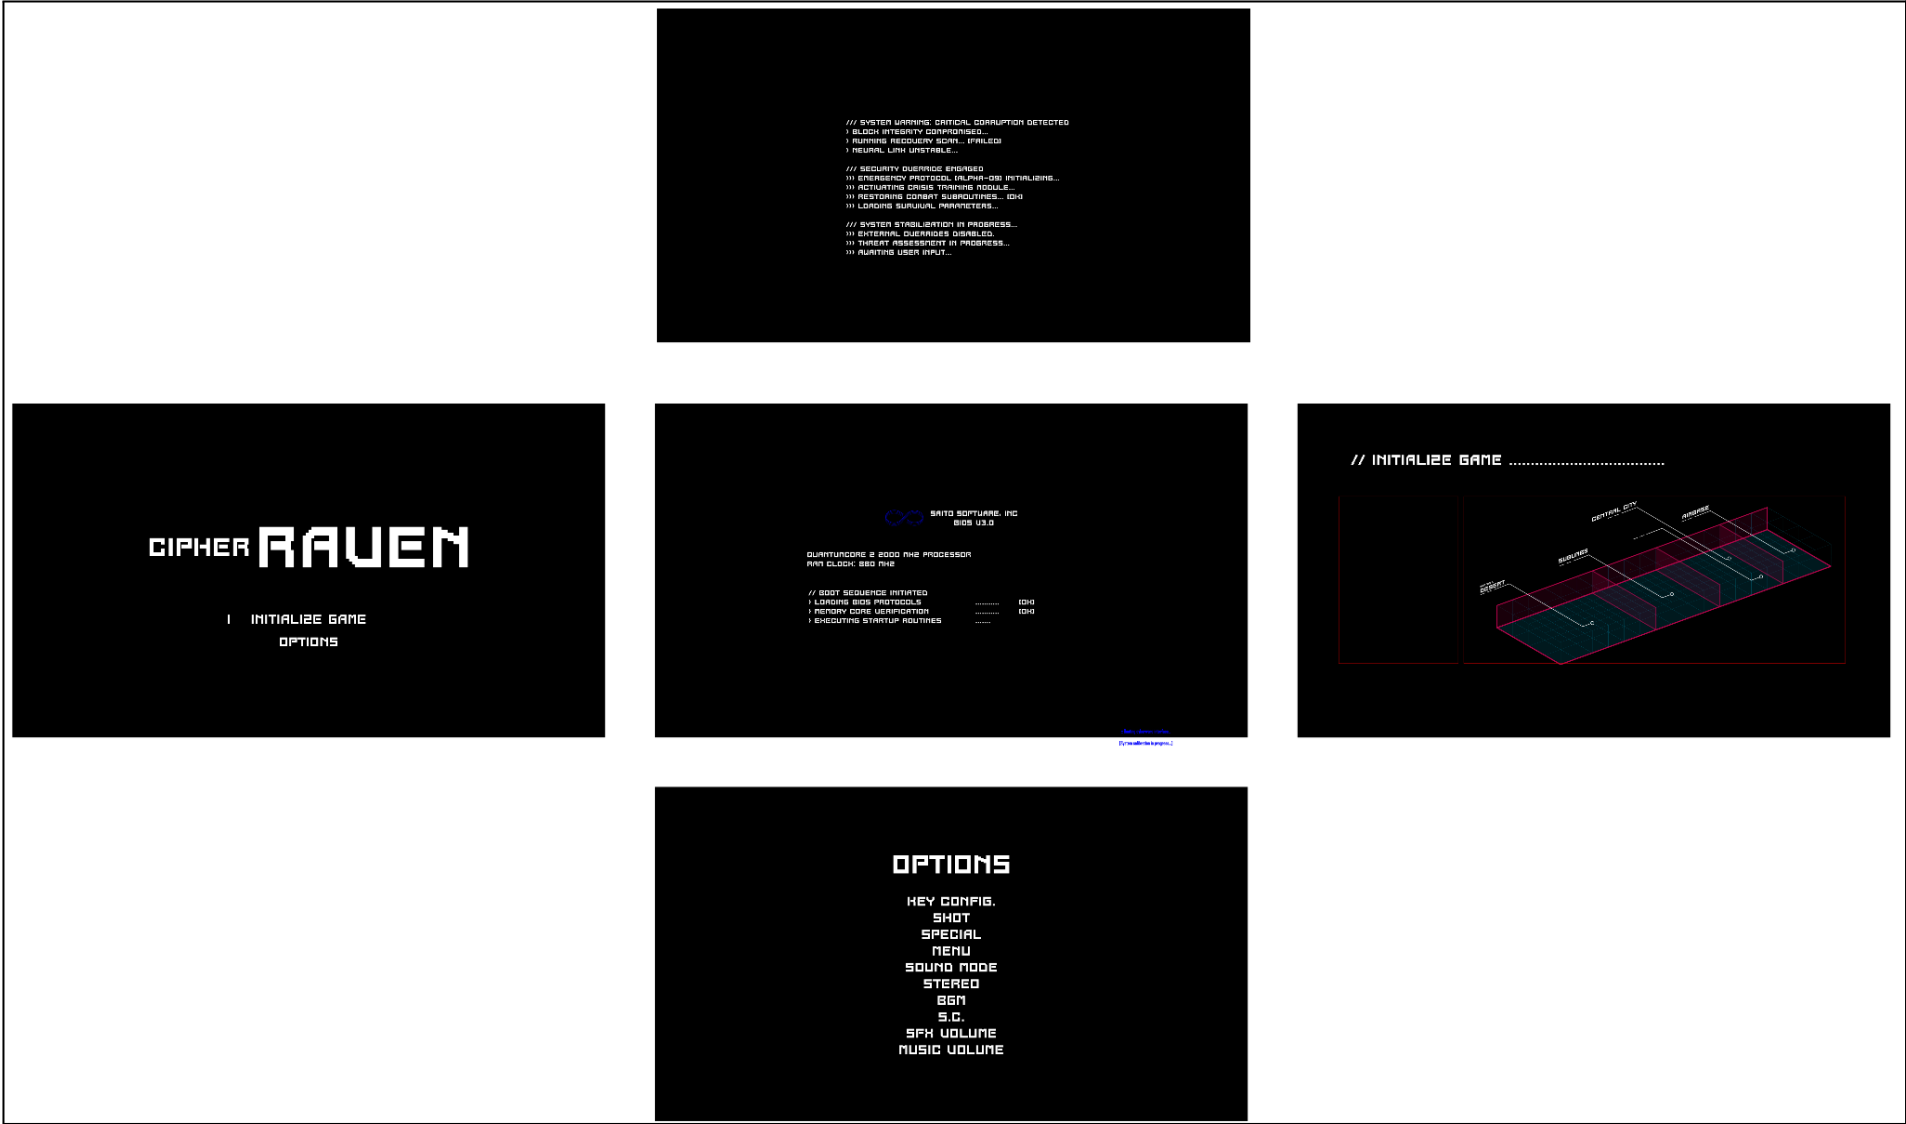 /// SYSTEM WARNING: CRITICAL CORRUPTION DETECTED
> BLOCK INTEGRITY COMPROMISED...
> RUNNING RECOVERY SCAN... [FAILED]
> NEURAL LINK UNSTABLE...
/// SECURITY OVERRIDE ENGAGED
>>> EMERGENCY PROTOCOL [ALPHA-09] INITIALIZING...
>>> ACTIVATING CRISIS TRAINING MODULE...
>>> RESTORING COMBAT SUBROUTINES... [OK]
>>> LOADING SURVIVAL PARAMETERS...
/// SYSTEM STABILIZATION IN PROGRESS...
>>> EXTERNAL OVERRIDES DISABLED.
>>> THREAT ASSESSMENT IN PROGRESS...
>>> AWAITING USER INPUT...
CIPHER RAVEN
| INITIALIZE GAME
OPTIONS
SAITO SOFTWARE, INC
BIOS V3.0
QUANTUMCORE 2 2000 MHZ PROCESSOR
RAM CLOCK: 880 MHZ
// BOOT SEQUENCE INITIATED
> LOADING BIOS PROTOCOLS ........... [OK]
> MEMORY CORE VERIFICATION ........... [OK]
> EXECUTING STARTUP ROUTINES .......
// INITIALIZE GAME ....................................
CENTRAL CITY
AIRBASE
SUBURBS
DESERT
OPTIONS
KEY CONFIG.
SHOT
SPECIAL
MENU
SOUND MODE
STEREO
BGM
S.C.
SFX VOLUME
MUSIC VOLUME